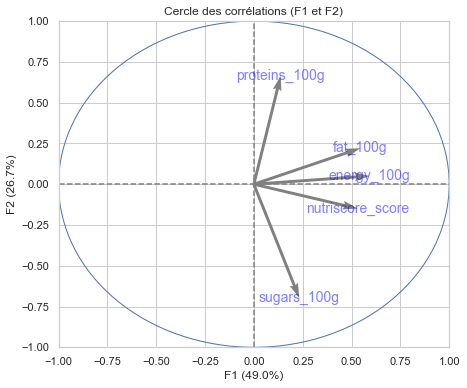 Cercle des corrélations (F1 et F2)
1.00
0.75
proteins_100g
0.50
0.25
fat_100g
energy_100g
0.00
nutriscore_score
−0.25
−0.50
sugars_100g
−0.75
−1.00
F2 (26.7%)
−1.00 −0.75 −0.50 −0.25 0.00 0.25 0.50 0.75 1.00
F1 (49.0%)